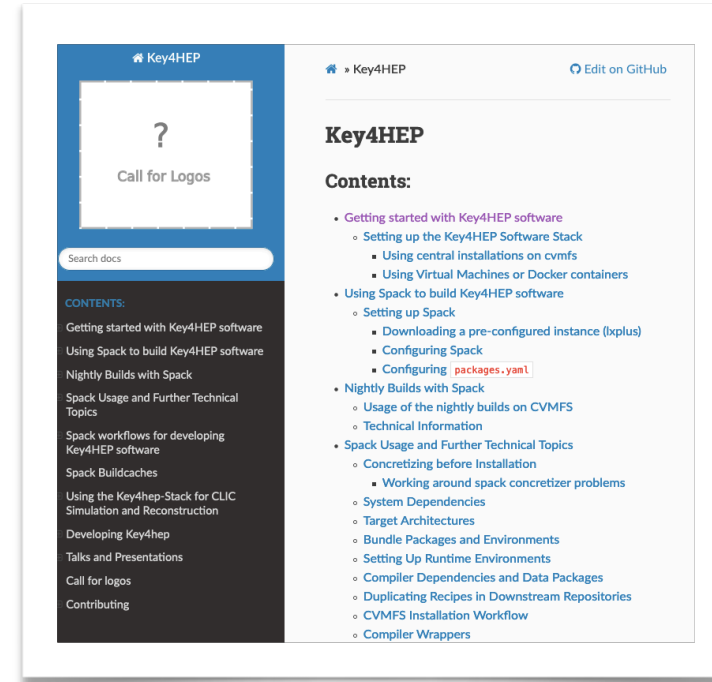 Key4HEP
?
Call for Logos
Search docs
CONTENTS:
Getting started with Key4HEP software
Using Spack to build Key4HEP software
Nightly Builds with Spack
Spack Usage and Further Technical
Topics
Spack workflows for developing
Key4HEP software
Spack Buildcaches
Using the Key4hep-Stack for CLIC
Simulation and Reconstruction
Developing Key4hep
Talks and Presentations
Call for logos
Contributing
» Key4HEP
Edit on GitHub
Key4HEP
Contents:
• Getting started with Key4HEP software
◦ Setting up the Key4HEP Software Stack
▪ Using central installations on cvmfs
▪ Using Virtual Machines or Docker containers
• Using Spack to build Key4HEP software
◦ Setting up Spack
▪ Downloading a pre-configured instance (lxplus)
▪ Configuring Spack
▪ Configuring packages.yaml
• Nightly Builds with Spack
◦ Usage of the nightly builds on CVMFS
◦ Technical Information
• Spack Usage and Further Technical Topics
◦ Concretizing before Installation
▪ Working around spack concretizer problems
◦ System Dependencies
◦ Target Architectures
◦ Bundle Packages and Environments
◦ Setting Up Runtime Environments
◦ Compiler Dependencies and Data Packages
◦ Duplicating Recipes in Downstream Repositories
◦ CVMFS Installation Workflow
◦ Compiler Wrappers